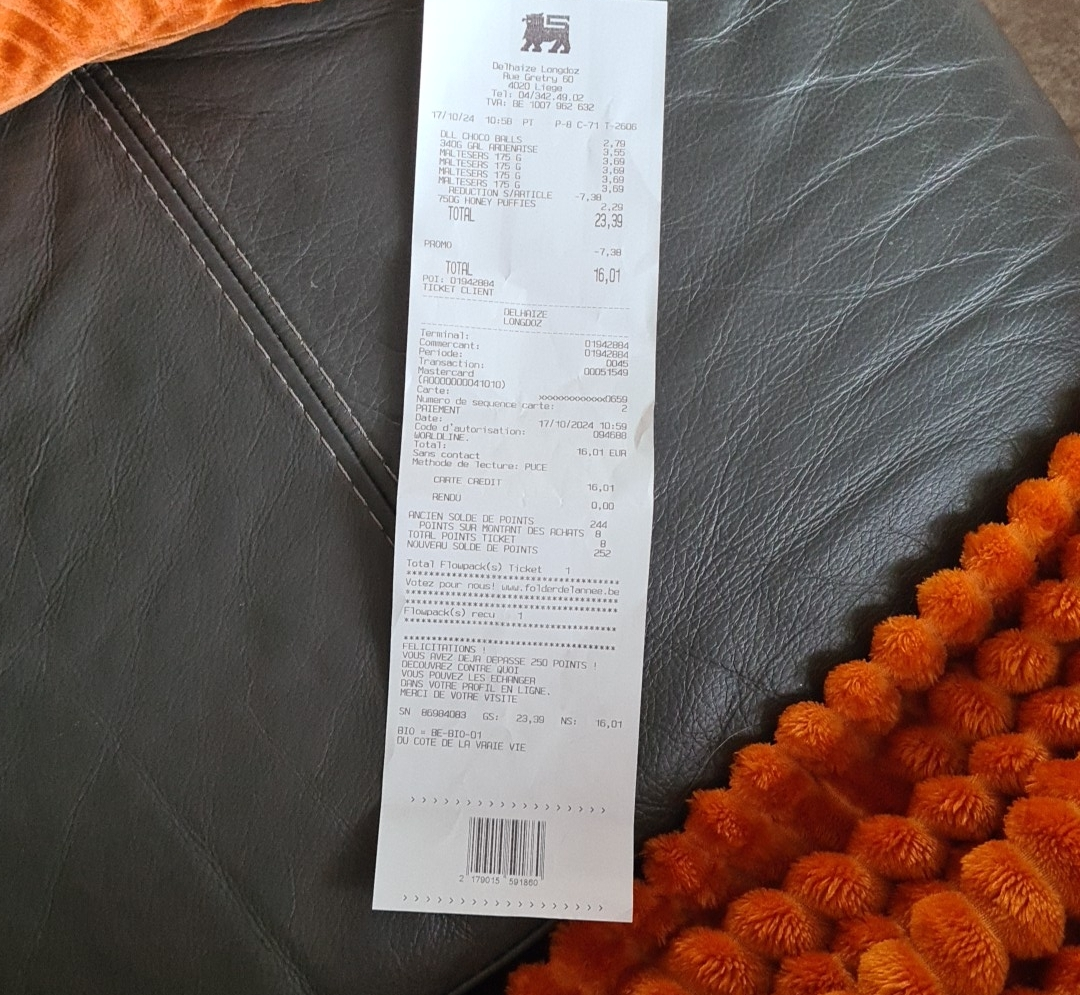 Delhaize Longdoz
Rue Gretry 60
4020 Liege
Tel: 04/342.49.02
TVA: BE 1007 962 632
17/10/24 10:58 PT P-8 C-71 T-2606
DLL CHOCO BALLS 2,79
340G GAL ARDENAISE 3,55
MALTESERS 175 G 3,69
MALTESERS 175 G 3,69
MALTESERS 175 G 3,69
MALTESERS 175 G 3,69
REDUCTION S/ARTICLE -7,38
750G HONEY PUFFIES 2,29
TOTAL 23,39
PROMO -7,38
TOTAL 16,01
POI: 01942884
TICKET CLIENT
DELHAIZE
LONGDOZ
Terminal: 01942884
Commercant: 01942884
Periode: 0045
Transaction: 00051549
Mastercard
(A0000000041010)
Carte: xxxxxxxxxxxx0659
Numero de sequence carte: 2
PAIEMENT
Date: 17/10/2024 10:59
Code d'autorisation: 094688
WORLDLINE.
Total: 16,01 EUR
Sans contact
Methode de lecture: PUCE
CARTE CREDIT 16,01
RENDU 0,00
ANCIEN SOLDE DE POINTS 244
POINTS SUR MONTANT DES ACHATS 8
TOTAL POINTS TICKET 8
NOUVEAU SOLDE DE POINTS 252
Total Flowpack(s) Ticket 1
****************************************
Votez pour nous! www.folderdelannee.be
****************************************
****************************************
Flowpack(s) recu 1
****************************************
****************************************
FELICITATIONS !
VOUS AVEZ DEJA DEPASSE 250 POINTS !
DECOUVREZ CONTRE QUOI
VOUS POUVEZ LES ECHANGER
DANS VOTRE PROFIL EN LIGNE.
MERCI DE VOTRE VISITE
SN 86984083 GS: 23,39 NS: 16,01
BIO = BE-BIO-01
DU COTE DE LA VRAIE VIE
> > > > > > > > > > > > > > > >
2 179015 591860
> > > > > > > > > > > > > > > >